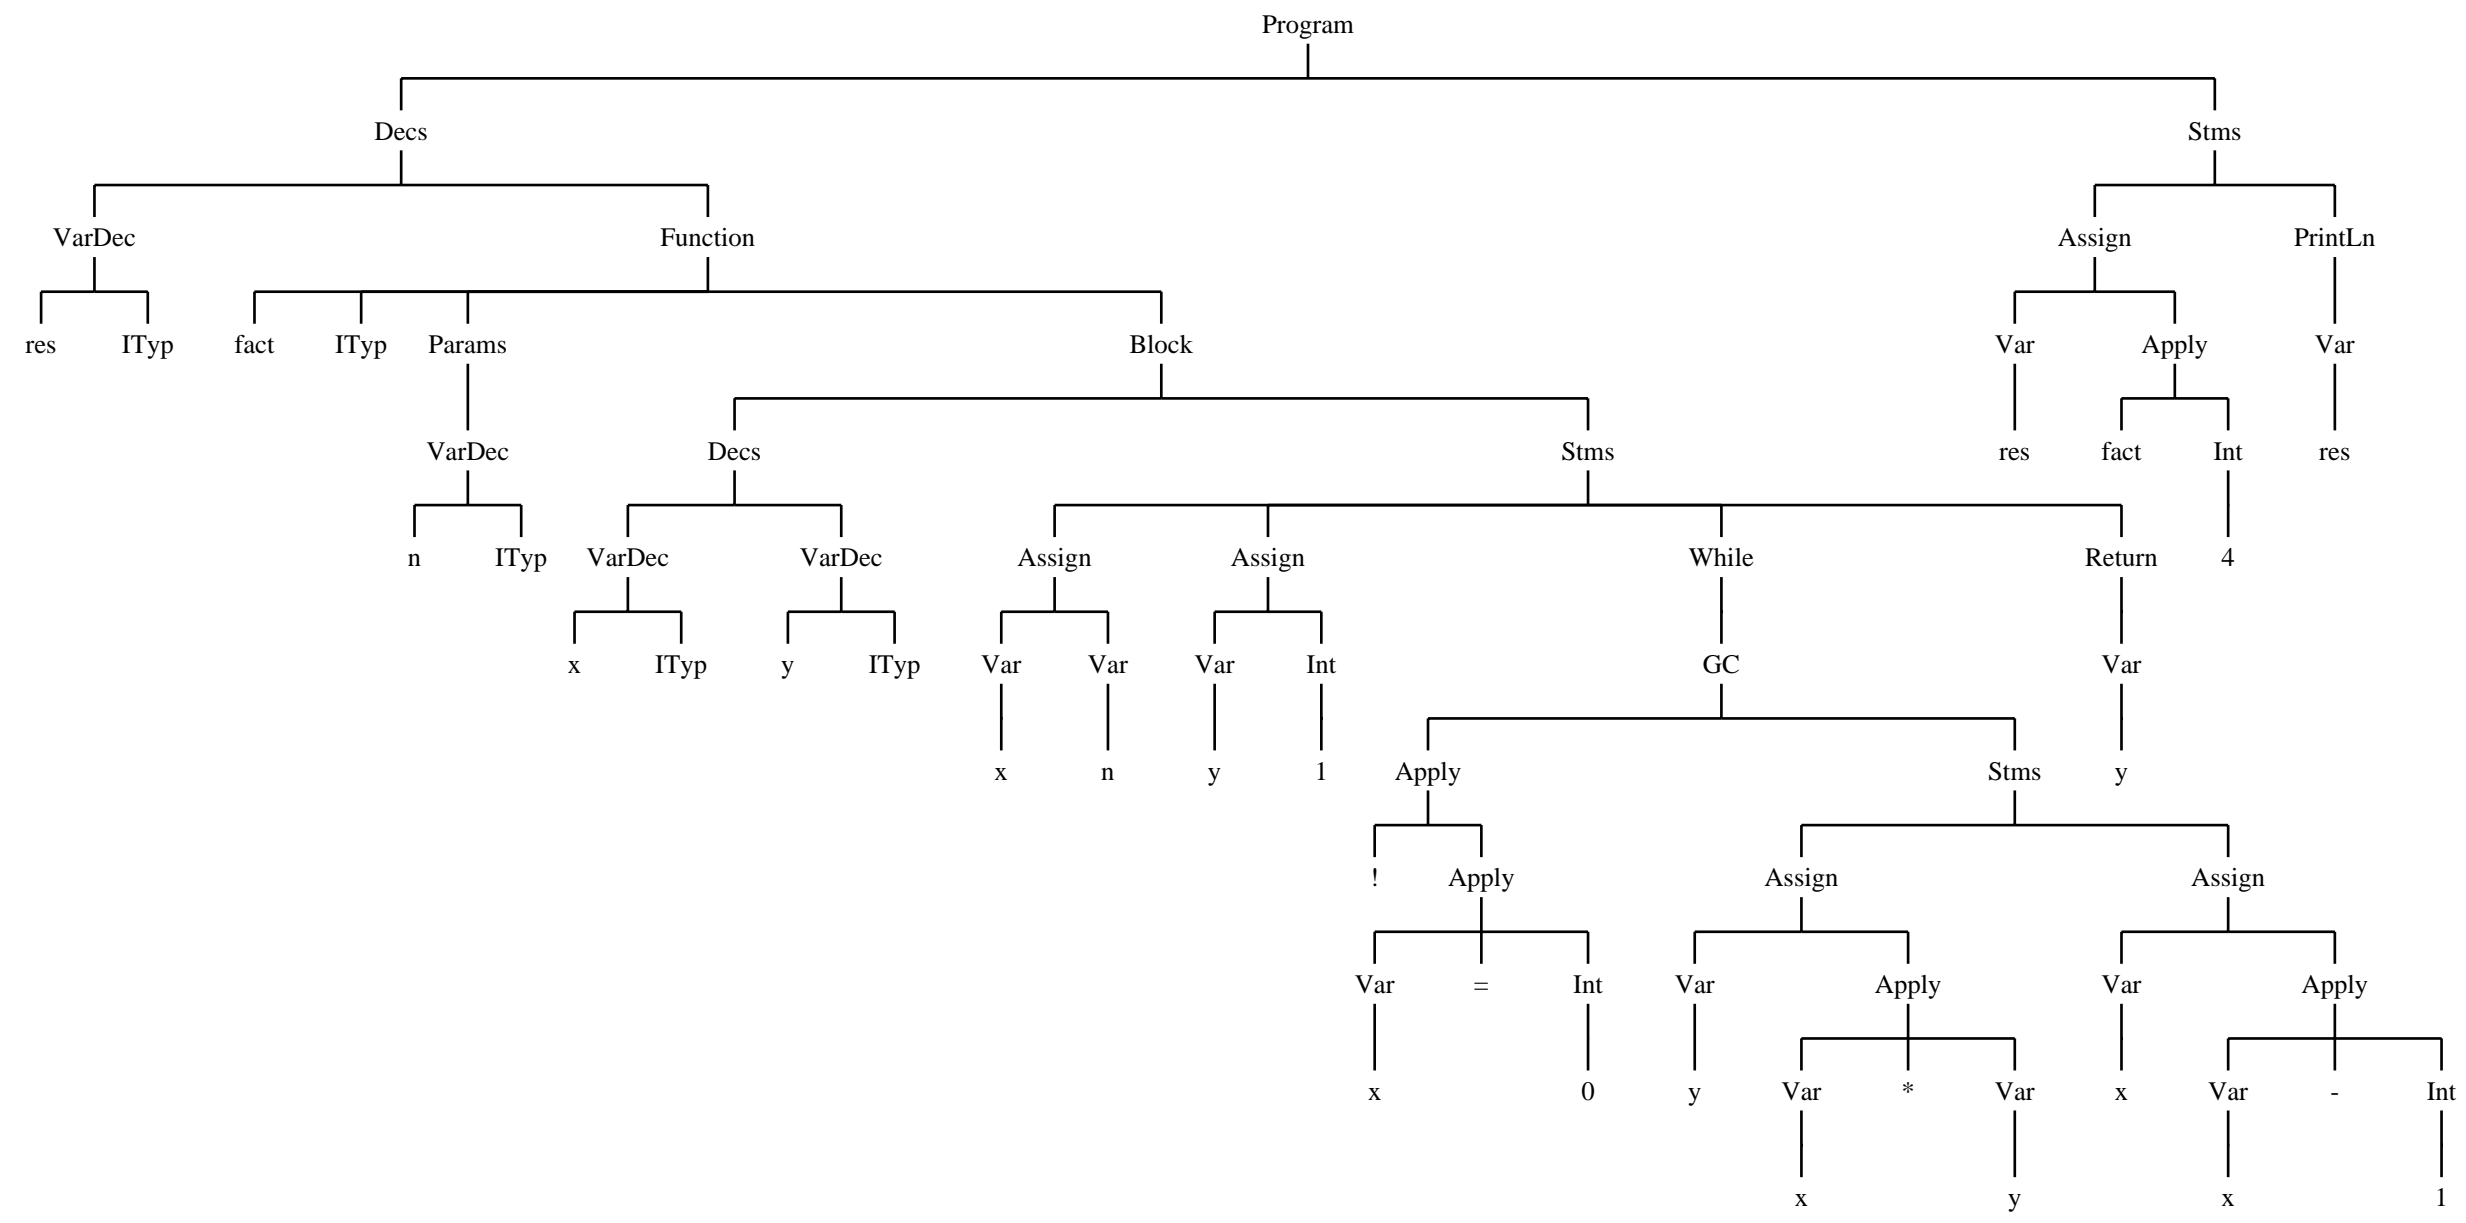 Program
Decs Stms
VarDec Function Assign PrintLn
res ITyp fact ITyp Params Block Var Apply Var
VarDec Decs Stms res fact Int res
n ITyp VarDec VarDec Assign Assign While Return 4
x ITyp y ITyp Var Var Var Int GC Var
x n y 1 Apply Stms y
! Apply Assign Assign
Var = Int Var Apply Var Apply
x 0 y Var * Var x Var - Int
x y x 1